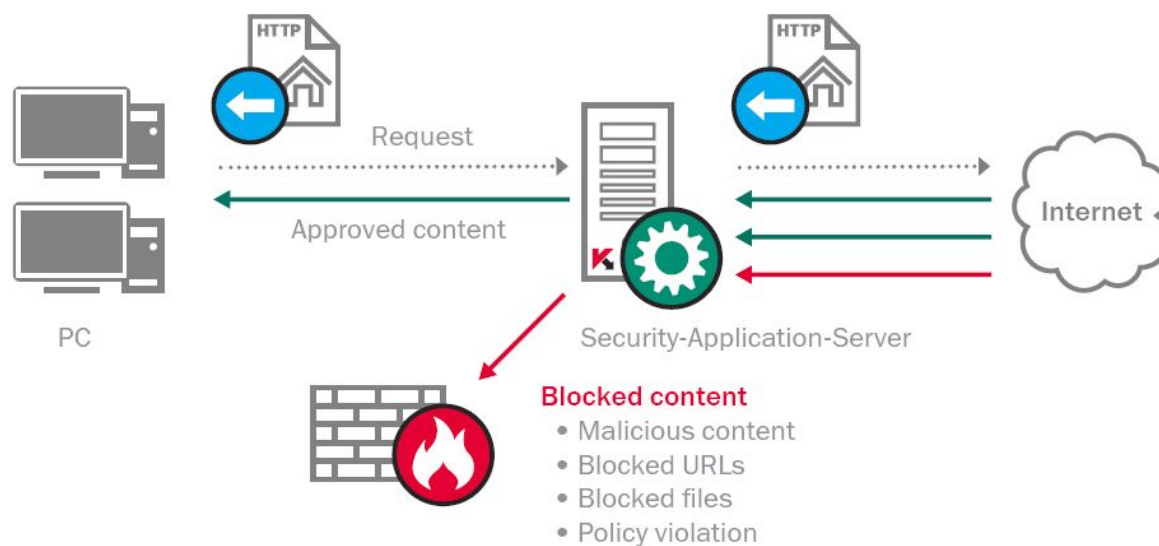 HTTP
HTTP
Request
Approved content
Internet
PC
Security-Application-Server
Blocked content
• Malicious content
• Blocked URLs
• Blocked files
• Policy violation